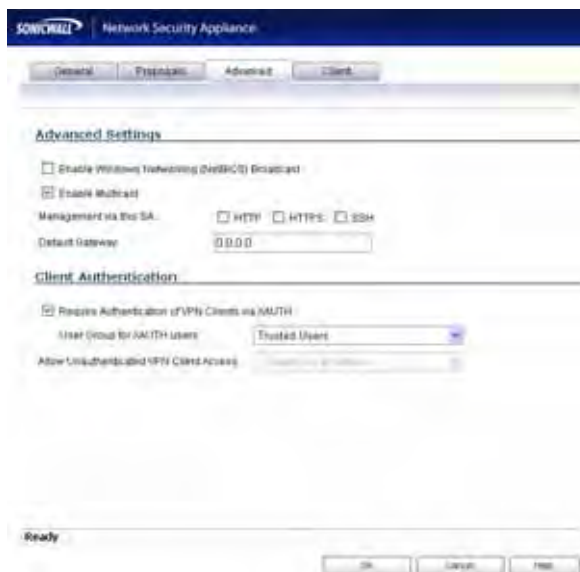 SONICWALL Network Security Appliance
General Proposals Advanced Client
Advanced Settings
Enable Windows Networking (NetBIOS) Broadcast
Enable Multicast
Management via this SA: HTTP HTTPS SSH
Default Gateway: 0.0.0.0
Client Authentication
Require Authentication of VPN Clients via XAUTH
User Group for XAUTH users: Trusted Users
Allow Unauthenticated VPN Client Access:
Ready
OK Cancel Help